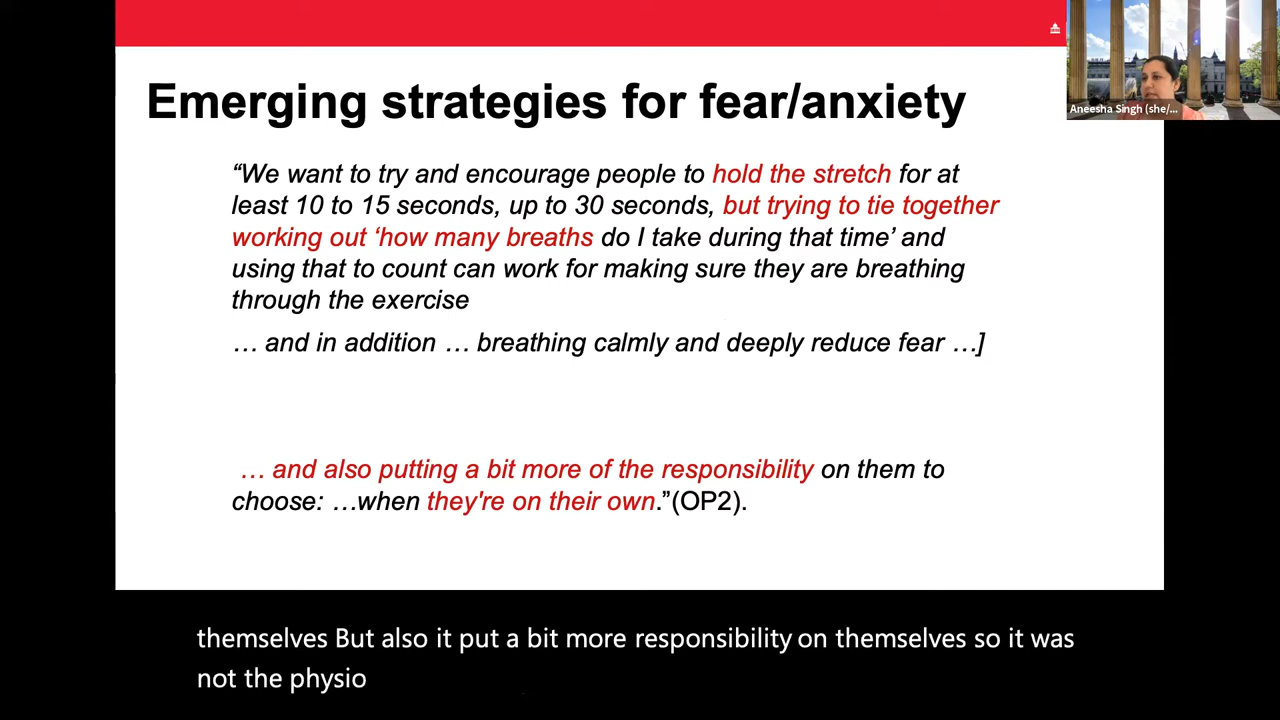 Aneesha Singh (she/...
Emerging strategies for fear/anxiety
“We want to try and encourage people to hold the stretch for at
least 10 to 15 seconds, up to 30 seconds, but trying to tie together
working out ‘how many breaths do I take during that time’ and
using that to count can work for making sure they are breathing
through the exercise
… and in addition … breathing calmly and deeply reduce fear …]
… and also putting a bit more of the responsibility on them to
choose: …when they're on their own.”(OP2).
themselves But also it put a bit more responsibility on themselves so it was
not the physio